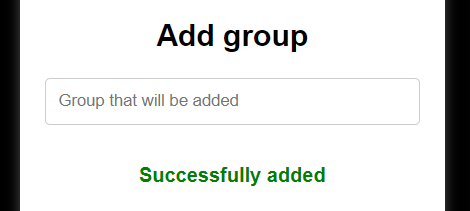 Add group
Group that will be added
Successfully added